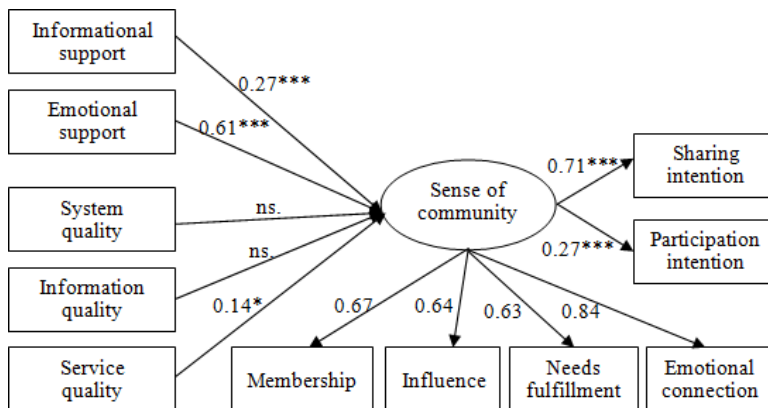 Informational
support
0.27***
Emotional
support
0.61***
System
quality
ns.
Information
quality
ns.
Service
quality
0.14*
Sense of
community
0.71***
Sharing
intention
0.27***
Participation
intention
0.67
0.64
0.63
0.84
Membership
Influence
Needs
fulfillment
Emotional
connection